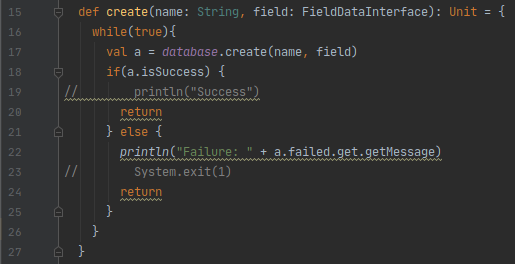 15 def create(name: String, field: FieldDataInterface): Unit = {
16 while(true){
17 val a = database.create(name, field)
18 if(a.isSuccess) {
19 // println("Success")
20 return
21 } else {
22 println("Failure: " + a.failed.get.getMessage)
23 // System.exit(1)
24 return
25 }
26 }
27 }